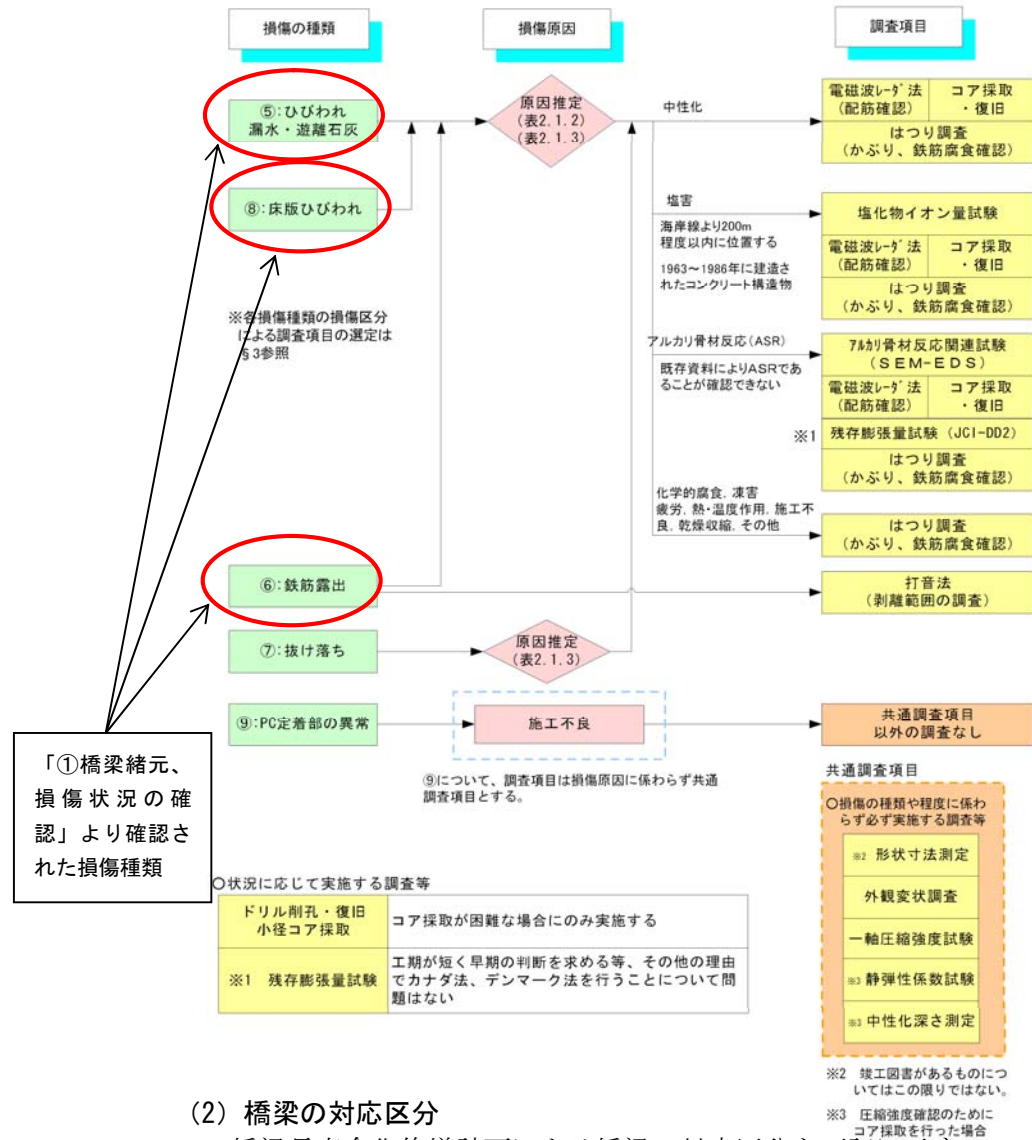 損傷の種類
損傷原因
調査項目
⑤:ひびわれ
漏水・遊離石灰
⑧:床版ひびわれ
※各損傷種類の損傷区分
による調査項目の選定は
§3参照
⑥:鉄筋露出
⑦:抜け落ち
⑨:PC定着部の異常
「①橋梁緒元、
損傷状況の確
認」より確認さ
れた損傷種類
原因推定
(表2.1.2)
(表2.1.3)
原因推定
(表2.1.3)
施工不良
⑨について、調査項目は損傷原因に係わらず共通
調査項目とする。
中性化
塩害
海岸線より200m
程度以内に位置する
1963~1986年に建造さ
れたコンクリート構造物
アルカリ骨材反応(ASR)
既存資料によりASRであ
ることが確認できない
化学的腐食, 凍害
疲労, 熱・温度作用, 施工不
良, 乾燥収縮, その他
電磁波レーダ法
(配筋確認)
コア採取
・復旧
はつり調査
(かぶり、鉄筋腐食確認)
塩化物イオン量試験
電磁波レーダ法
(配筋確認)
コア採取
・復旧
はつり調査
(かぶり、鉄筋腐食確認)
アルカリ骨材反応関連試験
(SEM-EDS)
電磁波レーダ法
(配筋確認)
コア採取
・復旧
※1 残存膨張量試験 (JCI-DD2)
はつり調査
(かぶり、鉄筋腐食確認)
はつり調査
(かぶり、鉄筋腐食確認)
打音法
(剥離範囲の調査)
共通調査項目
以外の調査なし
共通調査項目
○損傷の種類や程度に係わ
らず必ず実施する調査等
※2 形状寸法測定
外観変状調査
一軸圧縮強度試験
※3 静弾性係数試験
※3 中性化深さ測定
※2 竣工図書があるものにつ
いてはこの限りではない。
※3 圧縮強度確認のために
コア採取を行った場合
○状況に応じて実施する調査等
ドリル削孔・復旧
小径コア採取
コア採取が困難な場合にのみ実施する
※1 残存膨張量試験
工期が短く早期の判断を求める等、その他の理由
でカナダ法、デンマーク法を行うことについて問
題はない
(2) 橋梁の対応区分